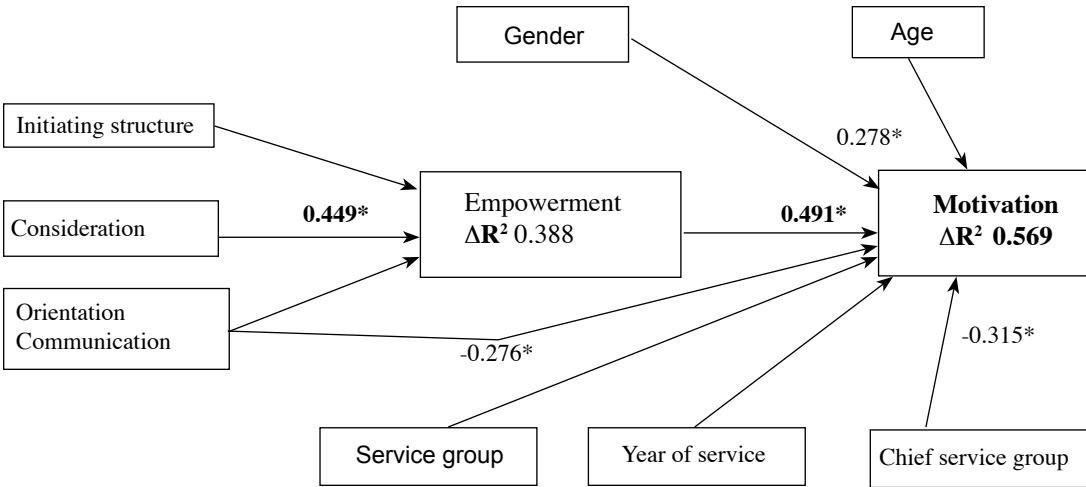 Gender
Age
Initiating structure
0.278*
Consideration
0.449*
Empowerment
ΔR² 0.388
0.491*
Motivation
ΔR² 0.569
Orientation
Communication
-0.276*
-0.315*
Service group
Year of service
Chief service group